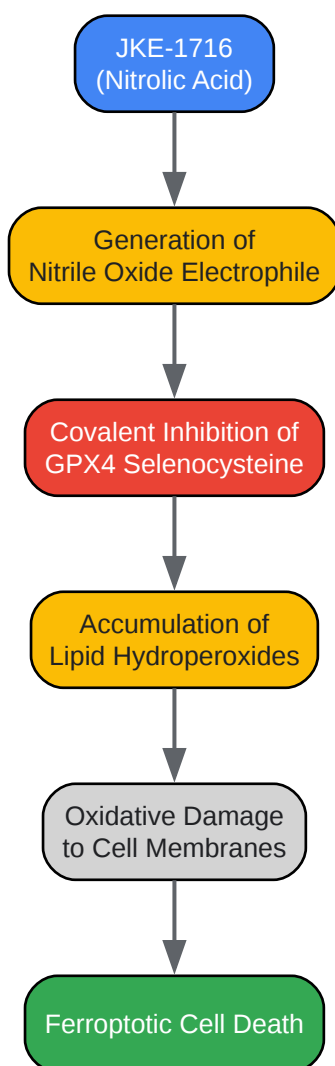 JKE-1716
(Nitrolic Acid)
Generation of
Nitrile Oxide Electrophile
Covalent Inhibition of
GPX4 Selenocysteine
Accumulation of
Lipid Hydroperoxides
Oxidative Damage
to Cell Membranes
Ferroptotic Cell Death